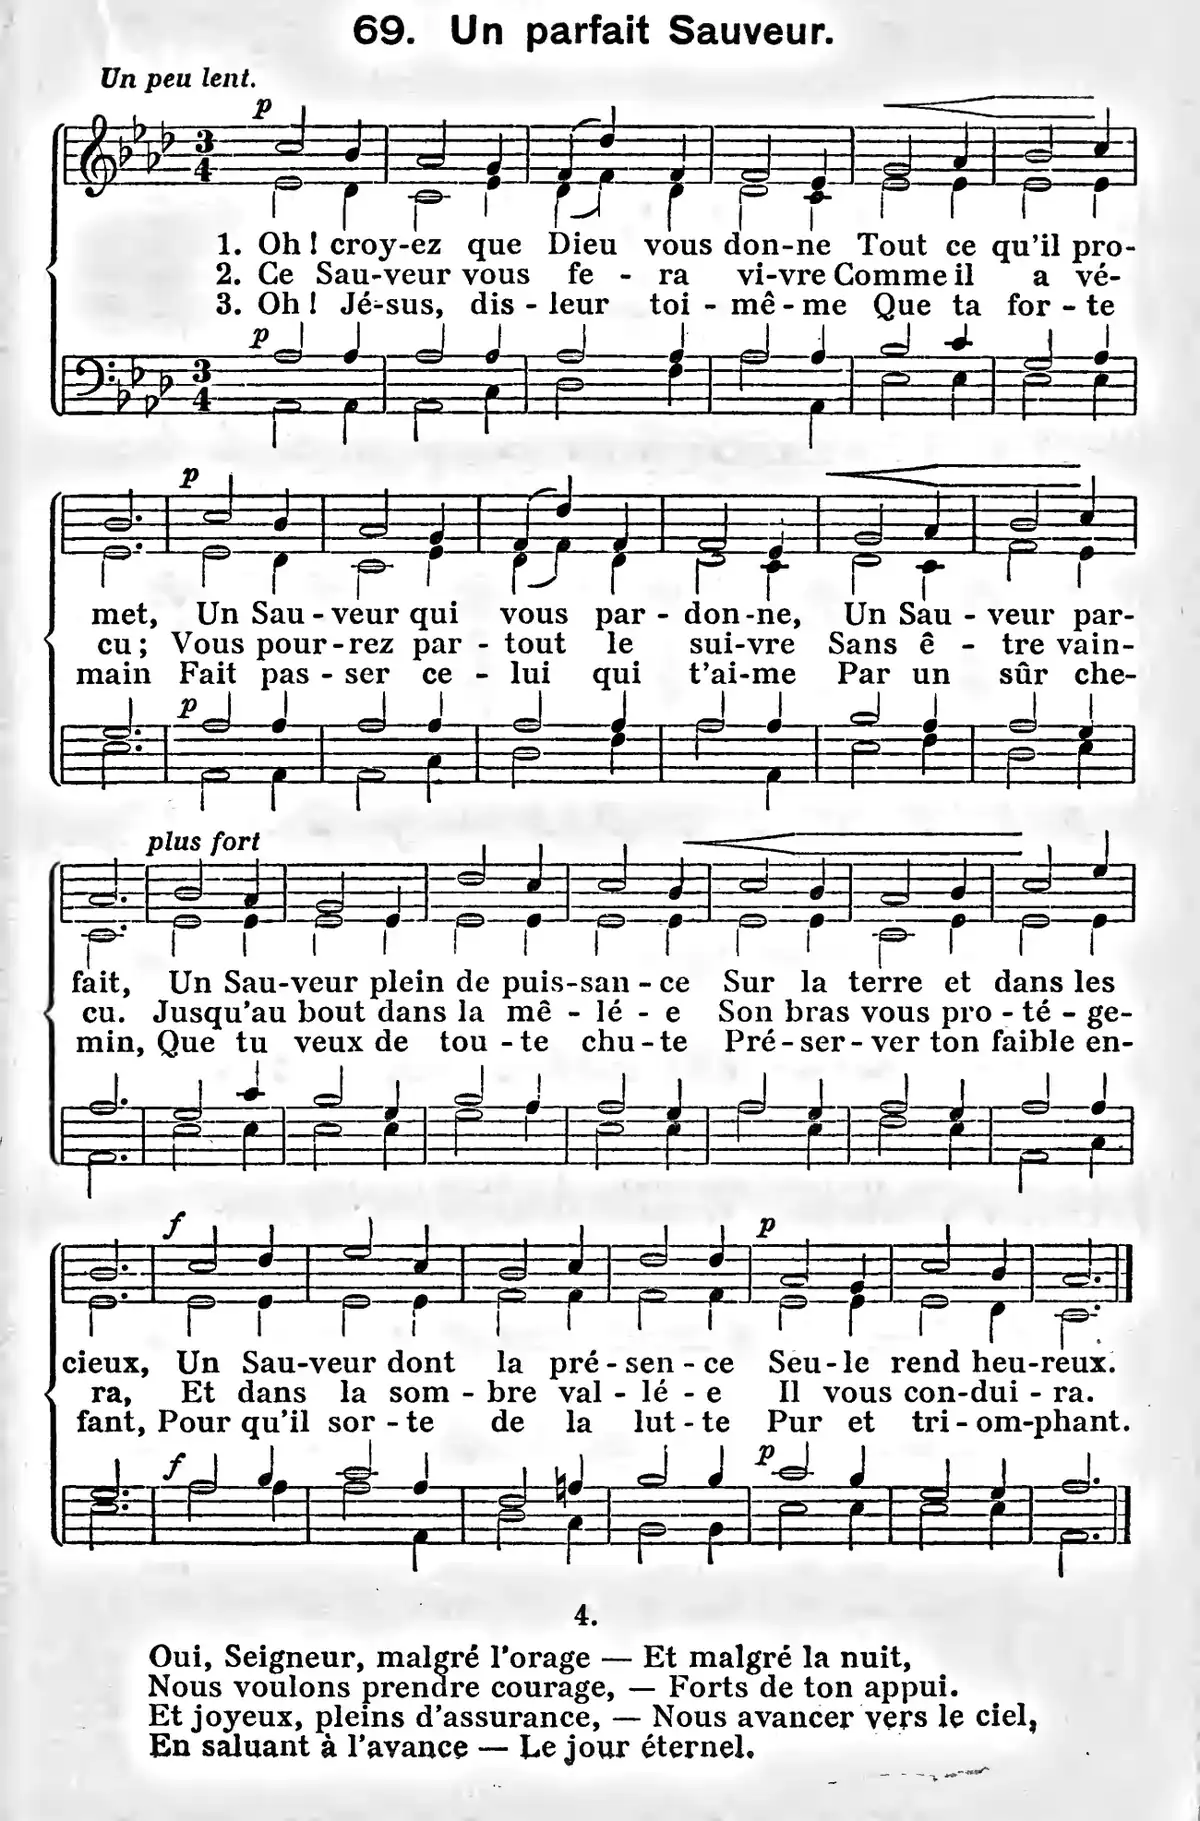 69. Un parfait Sauveur.
Un peu lent.
p
3
4
1. Oh! croy-ez que Dieu vous don-ne Tout ce qu'il pro-
2. Ce Sau-veur vous fe - ra vi-vre Comme il a vé-
3. Oh! Jé-sus, dis - leur toi - mê - me Que ta for - te
p
3
4
p
met, Un Sau - veur qui vous par - don-ne, Un Sau - veur par-
cu; Vous pour-rez par - tout le sui-vre Sans ê - tre vain-
main Fait pas - ser ce - lui qui t'ai-me Par un sûr che-
p
plus fort
fait, Un Sau-veur plein de puis-san - ce Sur la terre et dans les
cu. Jusqu'au bout dans la mê - lé - e Son bras vous pro - té - ge-
min, Que tu veux de tou - te chu - te Pré - ser - ver ton faible en-
f p
cieux, Un Sau-veur dont la pré - sen - ce Seu - le rend heu-reux.
ra, Et dans la som - bre val - lé - e Il vous con-dui - ra.
fant, Pour qu'il sor - te de la lut - te Pur et tri - om-phant.
f p
4.
Oui, Seigneur, malgré l'orage — Et malgré la nuit,
Nous voulons prendre courage, — Forts de ton appui.
Et joyeux, pleins d'assurance, — Nous avancer vers le ciel,
En saluant à l'avance — Le jour éternel.